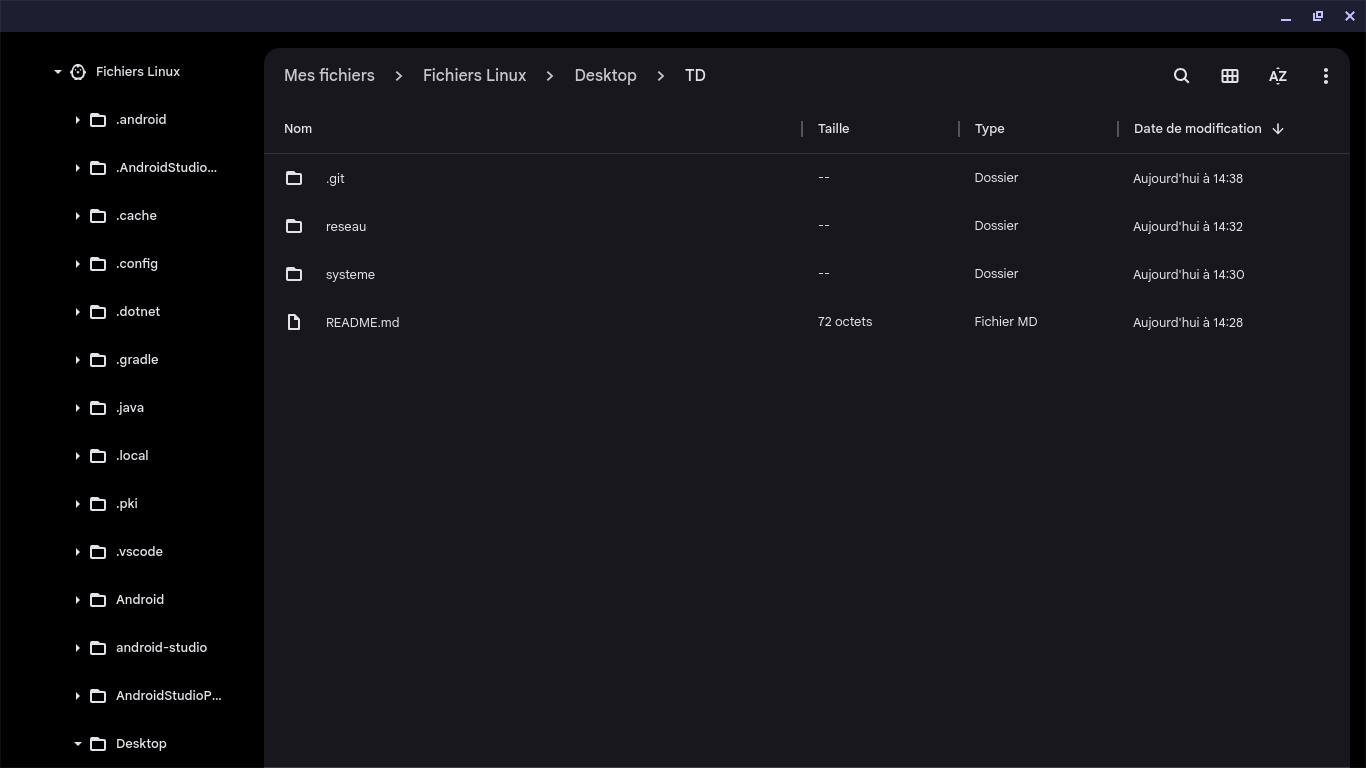 Fichiers Linux
.android
.AndroidStudio...
.cache
.config
.dotnet
.gradle
.java
.local
.pki
.vscode
Android
android-studio
AndroidStudioP...
Desktop
Mes fichiers > Fichiers Linux > Desktop > TD
AZ
Nom Taille Type Date de modification
.git -- Dossier Aujourd'hui à 14:38
reseau -- Dossier Aujourd'hui à 14:32
systeme -- Dossier Aujourd'hui à 14:30
README.md 72 octets Fichier MD Aujourd'hui à 14:28